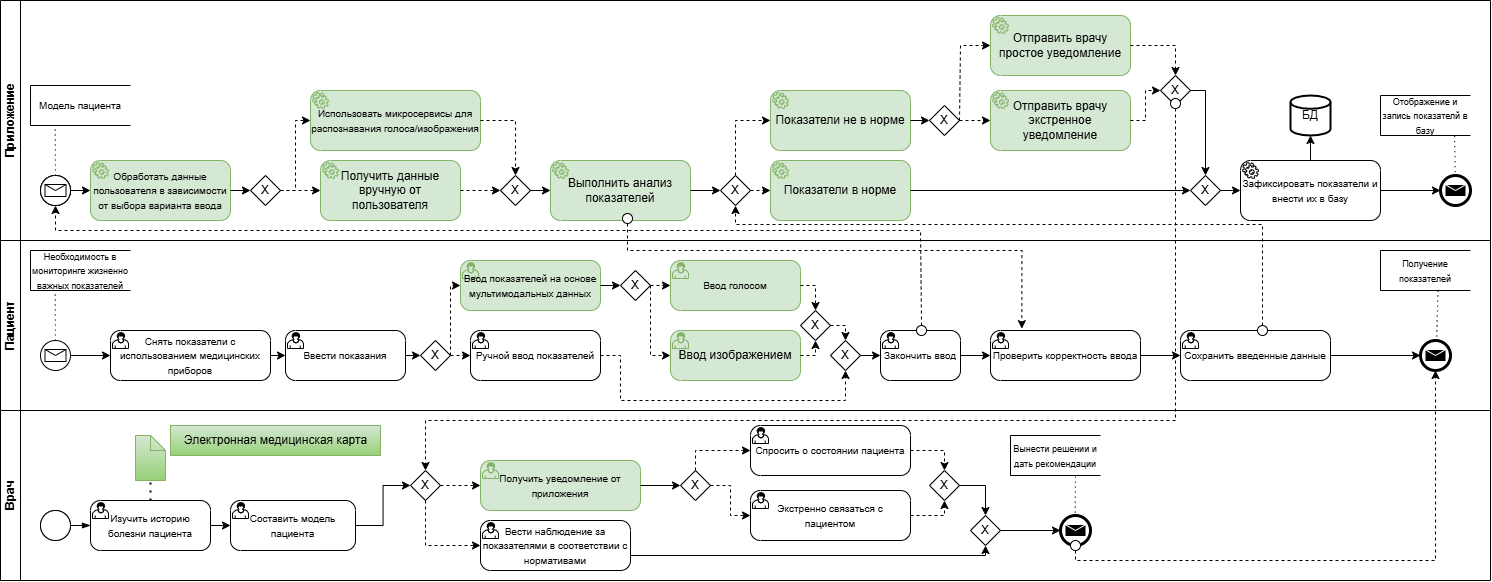 Приложение
Модель пациента
Обработать данные
пользователя в зависимости
от выбора варианта ввода
X
Использовать микросервисы для
распознавания голоса/изображения
Получить данные
вручную от
пользователя
X
Выполнить анализ
показателей
X
Показатели не в норме
Показатели в норме
X
Отправить врачу
простое уведомление
Отправить врачу
экстренное
уведомление
X
X
БД
Зафиксировать показатели и
внести их в базу
Отображение и
запись показателй в
базу
Пациент
Необходимость в
мониторинге жизненно
важных показателей
Снять показатели с
использованием медицинских
приборов
Ввести показания
X
Ввод показателей на основе
мультимодальных данных
Ручной ввод показателей
X
Ввод голосом
Ввод изображением
X
X
Закончить ввод
Проверить корректность ввода
Сохранить введенные данные
Получение
показателей
Врач
Электронная медицинская карта
Изучить историю
болезни пациента
Составить модель
пациента
X
Получить уведомление от
приложения
Вести наблюдение за
показателями в соответствии с
нормативами
X
Спросить о состоянии пациента
Экстренно связаться с
пациентом
X
X
Вынести решении и
дать рекомендации